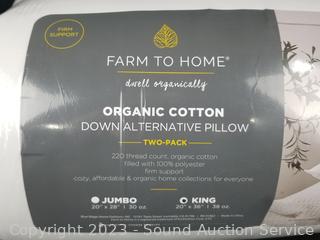 FIRM
SUPPORT
FARM TO HOME®
dwell organically
ORGANIC COTTON
DOWN ALTERNATIVE PILLOW
TWO-PACK
220 thread count, organic cotton
filled with 100% polyester
firm support
cozy, affordable & organic home collections for everyone
JUMBO
20" x 28" | 30 oz.
KING
20" x 36" | 38 oz.
Copyright 2023 - Sound Auction Service